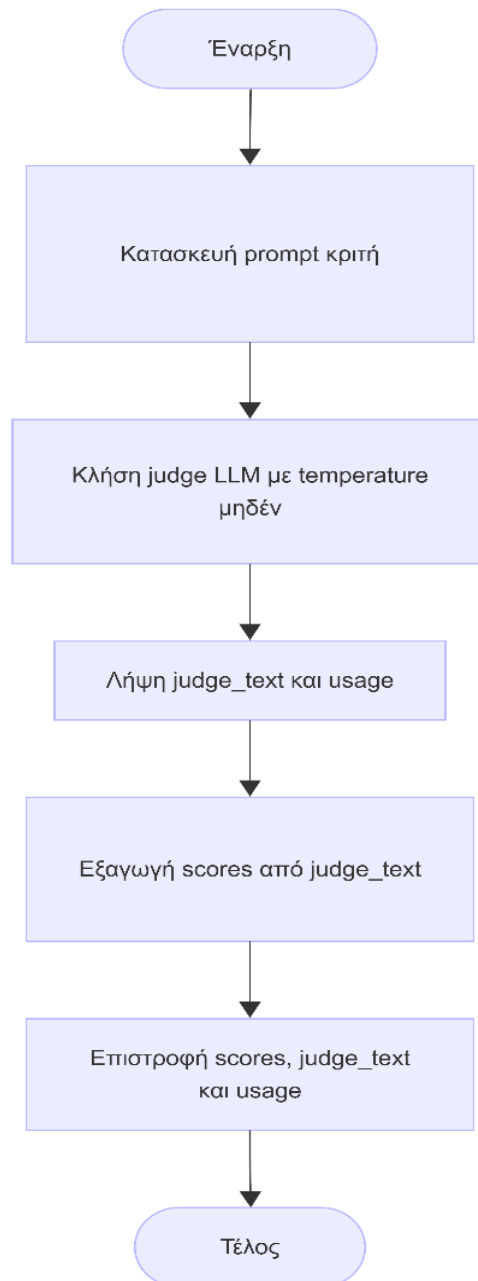 Έναρξη
Κατασκευή prompt κριτή
Κλήση judge LLM με temperature
μηδέν
Λήψη judge_text και usage
Εξαγωγή scores από judge_text
Επιστροφή scores, judge_text
και usage
Τέλος